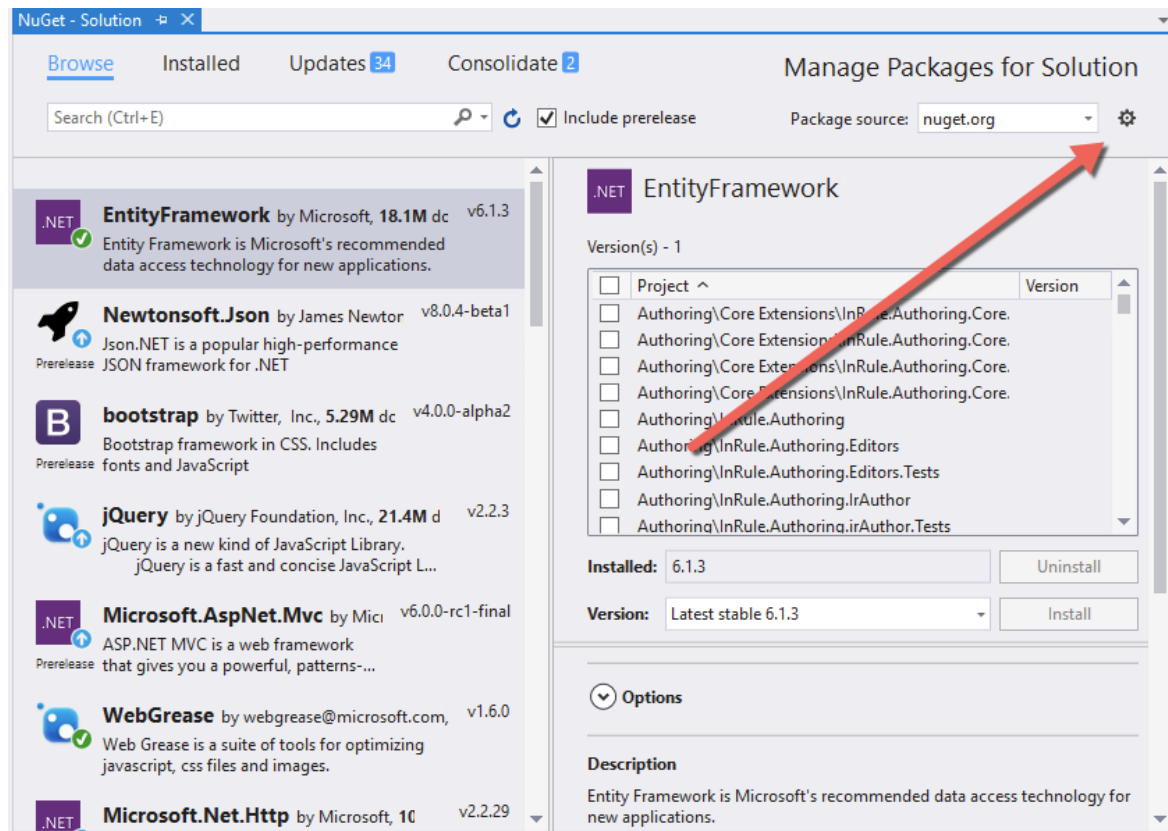 NuGet - Solution
Browse Installed Updates 34 Consolidate 2
Manage Packages for Solution
Search (Ctrl+E)
Include prerelease
Package source: nuget.org
.NET
EntityFramework by Microsoft, 18.1M dc v6.1.3
Entity Framework is Microsoft's recommended
data access technology for new applications.
Newtonsoft.Json by James Newtor v8.0.4-beta1
Json.NET is a popular high-performance
Prerelease JSON framework for .NET
B
bootstrap by Twitter, Inc., 5.29M dc v4.0.0-alpha2
Bootstrap framework in CSS. Includes
Prerelease fonts and JavaScript
jQuery by jQuery Foundation, Inc., 21.4M d v2.2.3
jQuery is a new kind of JavaScript Library.
jQuery is a fast and concise JavaScript L...
.NET
Microsoft.AspNet.Mvc by Micr v6.0.0-rc1-final
ASP.NET MVC is a web framework
Prerelease that gives you a powerful, patterns-...
WebGrease by webgrease@microsoft.com, v1.6.0
Web Grease is a suite of tools for optimizing
javascript, css files and images.
.NET
Microsoft.Net.Http by Microsoft, 10 v2.2.29
.NET
EntityFramework
Version(s) - 1
Project Version
Authoring\Core Extensions\InRule.Authoring.Core.
Authoring\Core Extensions\InRule.Authoring.Core.
Authoring\Core Extensions\InRule.Authoring.Core.
Authoring\Core Extensions\InRule.Authoring.Core.
Authoring\InRule.Authoring
Authoring\InRule.Authoring.Editors
Authoring\InRule.Authoring.Editors.Tests
Authoring\InRule.Authoring.IrAuthor
Authoring\InRule.Authoring.irAuthor.Tests
Installed: 6.1.3 Uninstall
Version: Latest stable 6.1.3 Install
Options
Description
Entity Framework is Microsoft's recommended data access technology for
new applications.